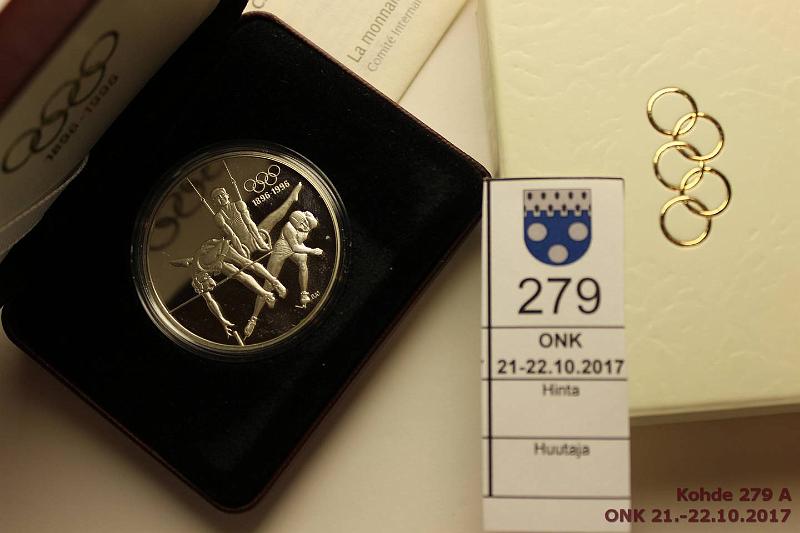 La monnai
Comité Interna
1896-1996
1896-1996
279
ONK
21-22.10.2017
Hinta
Huutaja
Kohde 279 A
ONK 21.-22.10.2017